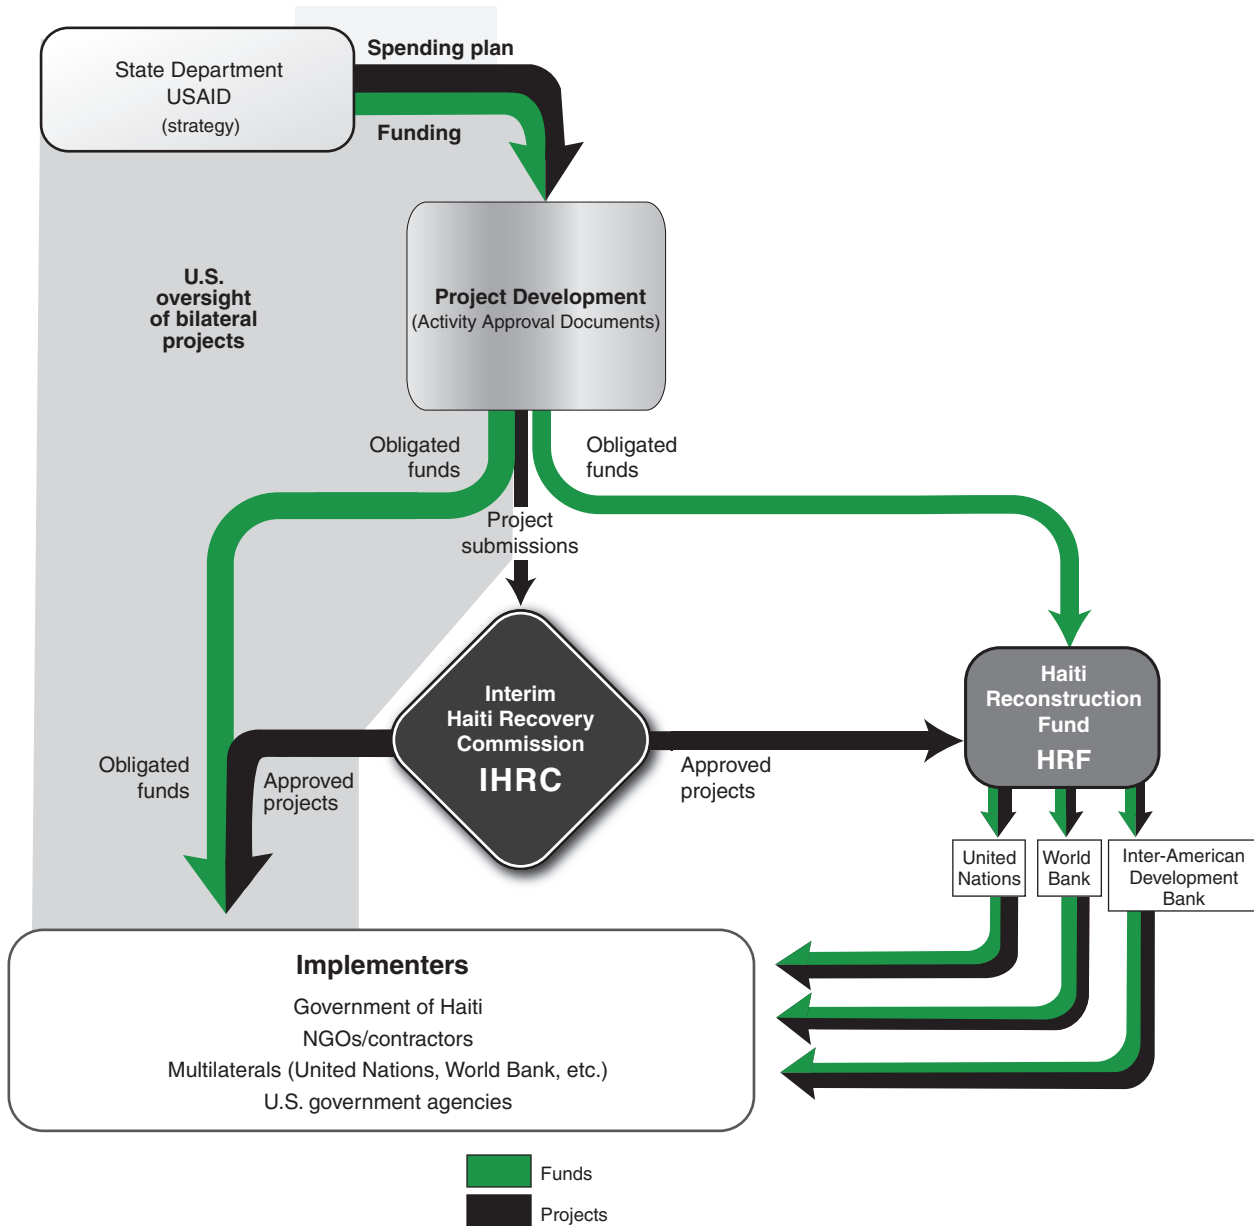 State Department
USAID
(strategy)
Spending plan
Funding
U.S.
oversight
of bilateral
projects
Project Development
(Activity Approval Documents)
Obligated
funds
Obligated
funds
Project
submissions
Interim
Haiti Recovery
Commission
IHRC
Haiti
Reconstruction
Fund
HRF
Obligated
funds
Approved
projects
Approved
projects
United
Nations
World
Bank
Inter-American
Development
Bank
Implementers
Government of Haiti
NGOs/contractors
Multilaterals (United Nations, World Bank, etc.)
U.S. government agencies
Funds
Projects